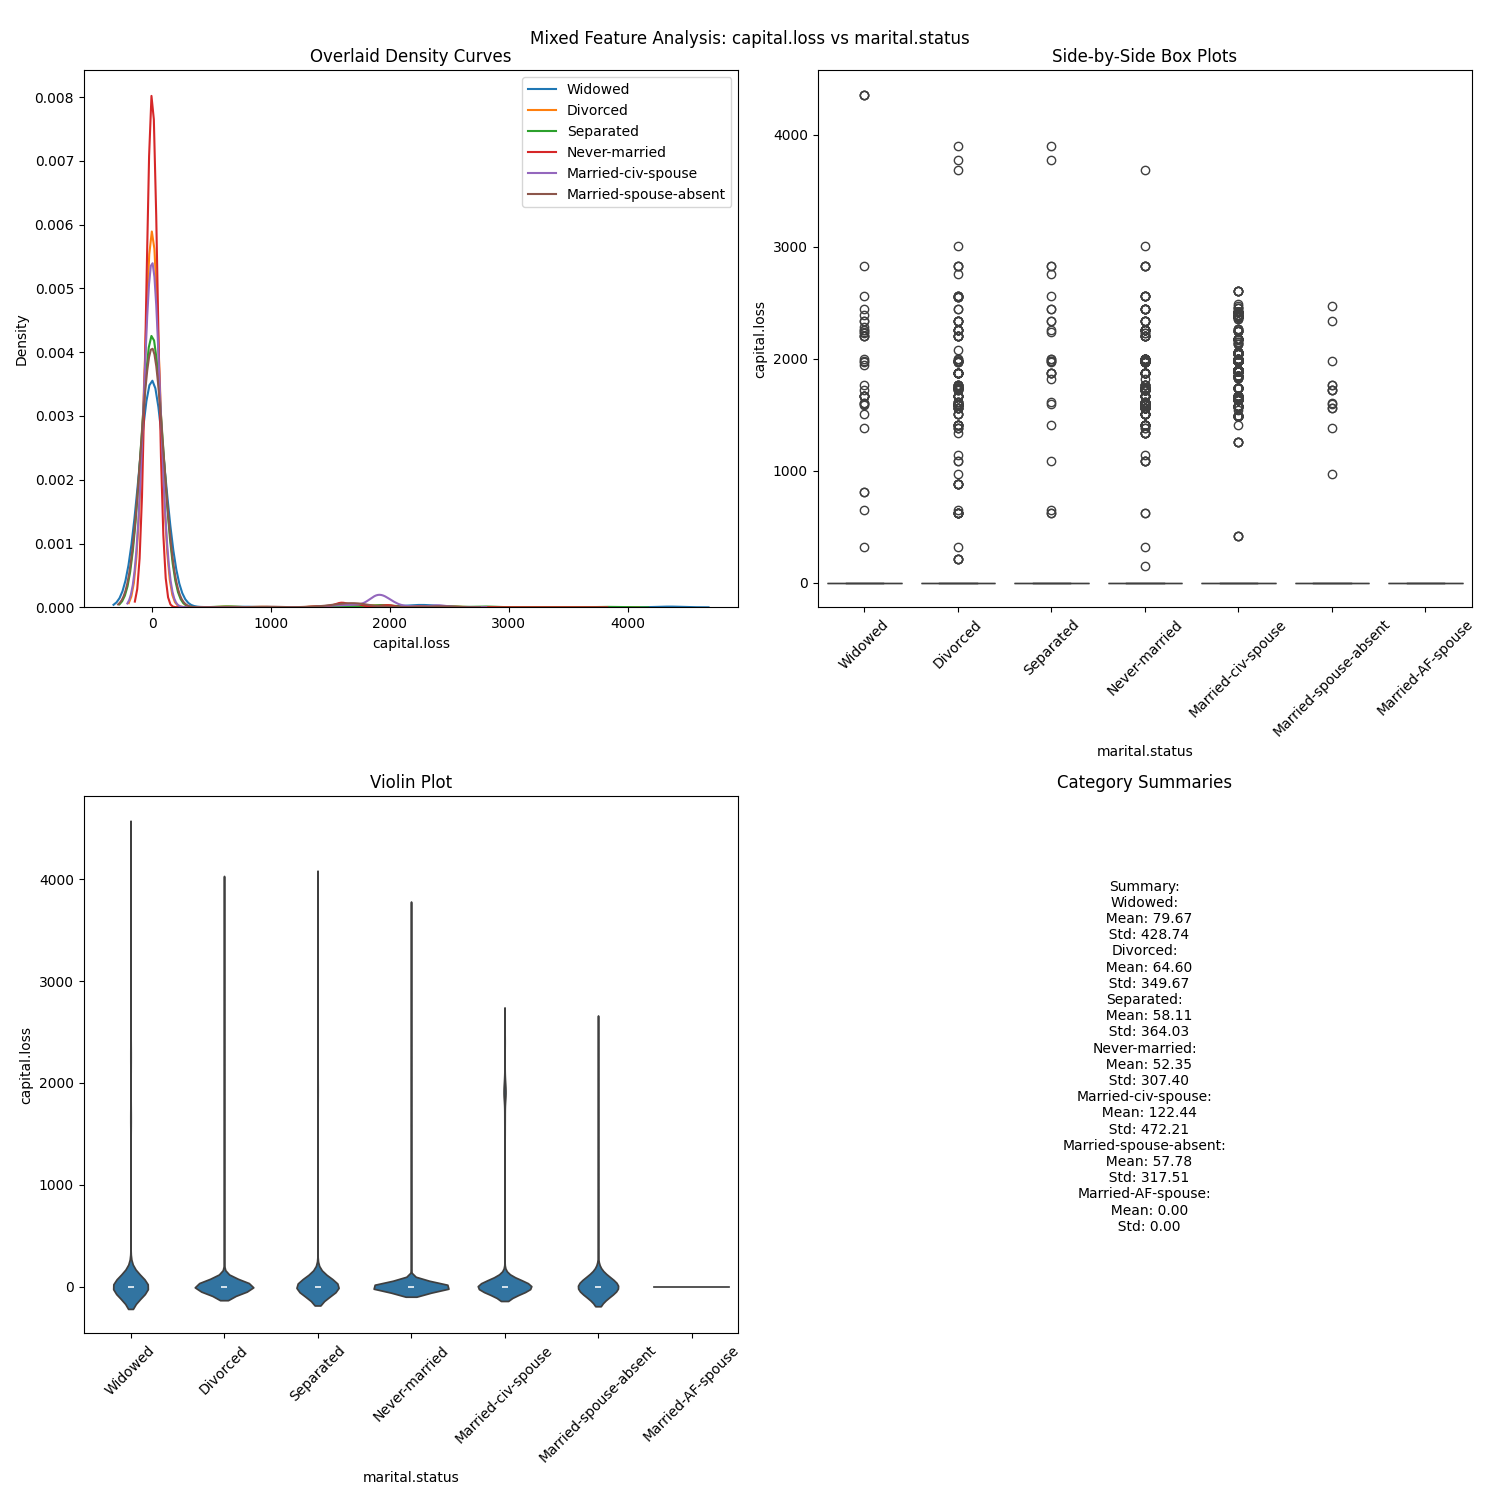 Mixed Feature Analysis: capital.loss vs marital.status
Overlaid Density Curves
0.008
0.007
0.006
0.005
0.004
0.003
0.002
0.001
0.000
Density
0
1000
2000
3000
4000
capital.loss
Widowed
Divorced
Separated
Never-married
Married-civ-spouse
Married-spouse-absent
Side-by-Side Box Plots
4000
3000
2000
1000
0
capital.loss
Widowed
Divorced
Separated
Never-married
Married-civ-spouse
Married-spouse-absent
Married-AF-spouse
marital.status
Violin Plot
4000
3000
2000
1000
0
capital.loss
Widowed
Divorced
Separated
Never-married
Married-civ-spouse
Married-spouse-absent
Married-AF-spouse
marital.status
Category Summaries
Summary:
Widowed:
Mean: 79.67
Std: 428.74
Divorced:
Mean: 64.60
Std: 349.67
Separated:
Mean: 58.11
Std: 364.03
Never-married:
Mean: 52.35
Std: 307.40
Married-civ-spouse:
Mean: 122.44
Std: 472.21
Married-spouse-absent:
Mean: 57.78
Std: 317.51
Married-AF-spouse:
Mean: 0.00
Std: 0.00